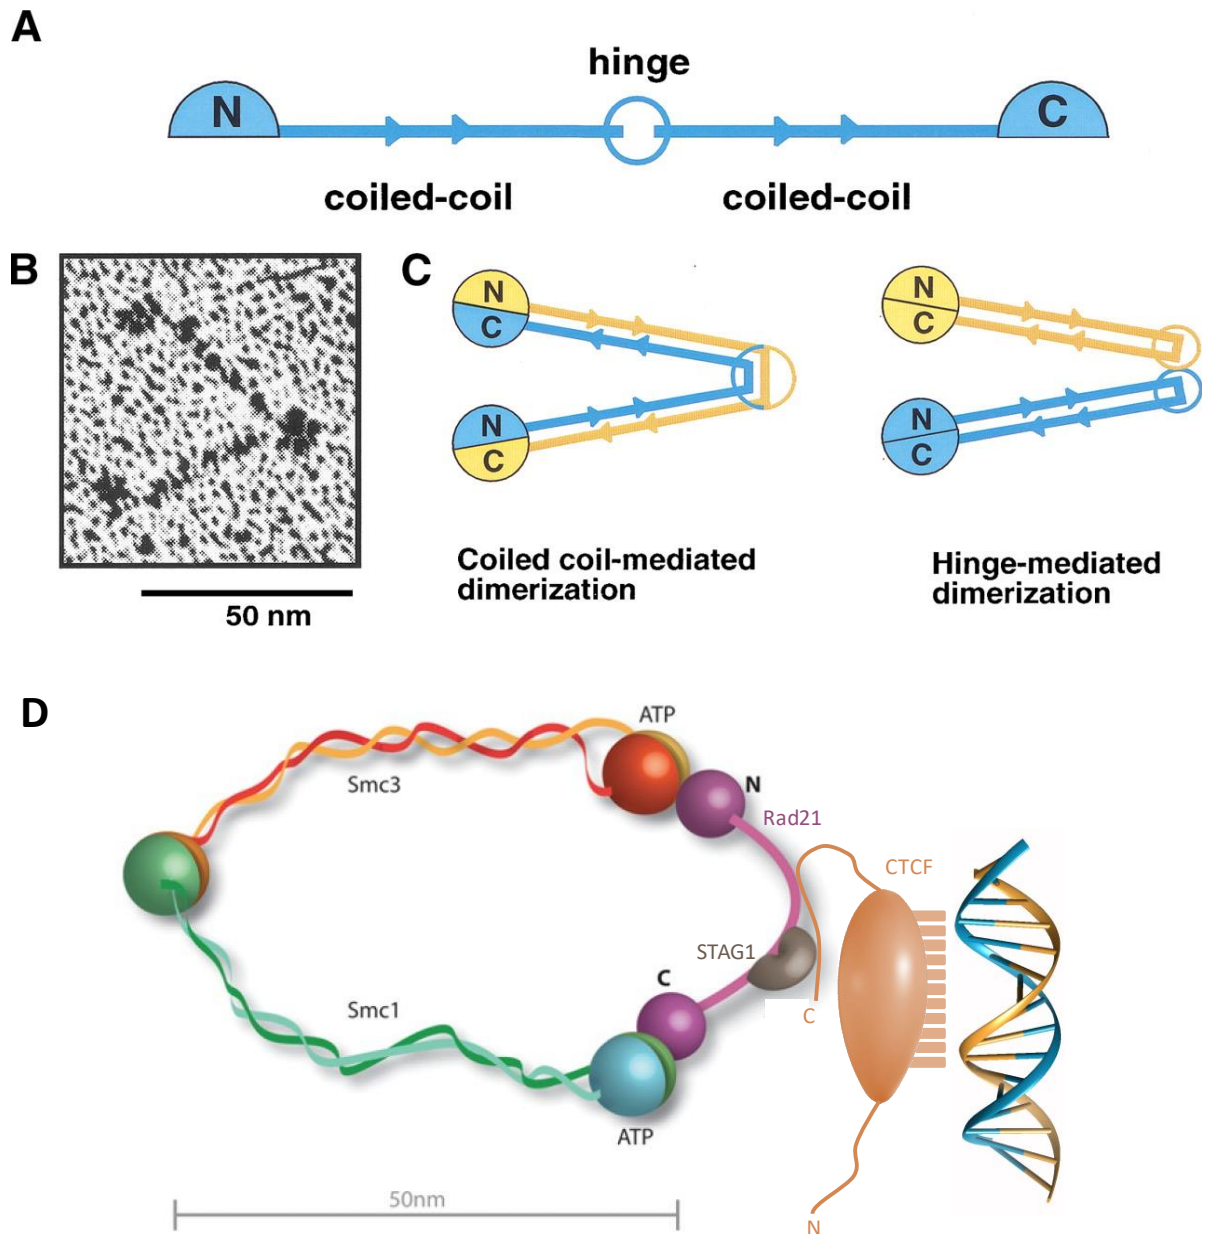 A
hinge
N
C
coiled-coil
coiled-coil
B
50 nm
C
N
C
N
C
Coiled coil-mediated
dimerization
N
C
N
C
Hinge-mediated
dimerization
D
ATP
Smc3
N
Rad21
CTCF
STAG1
C
C
Smc1
ATP
50nm
N